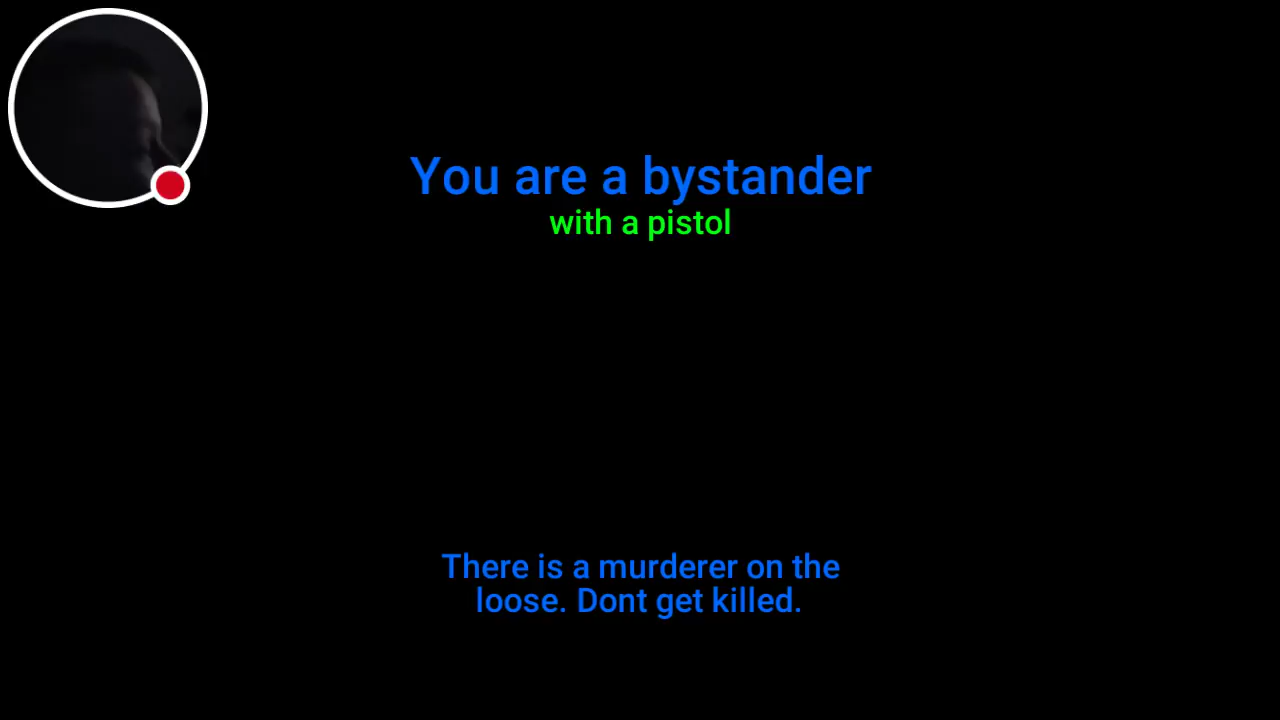 You are a bystander
with a pistol
There is a murderer on the
loose. Dont get killed.